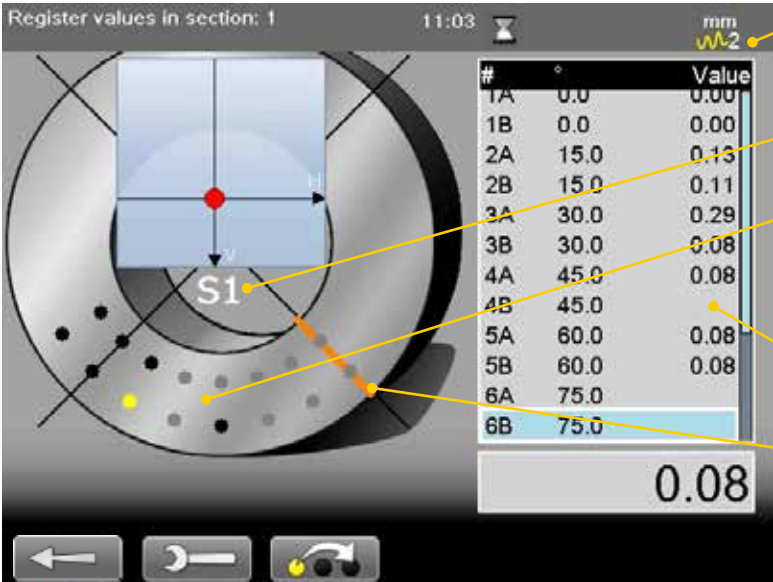 Register values in section: 1
11:03
mm
2
# ° Value
1A 0.0 0.00
1B 0.0 0.00
2A 15.0 0.13
2B 15.0 0.11
3A 30.0 0.29
3B 30.0 0.08
4A 45.0 0.08
4B 45.0
5A 60.0 0.08
5B 60.0 0.08
6A 75.0
6B 75.0
H
V
S1
0.08